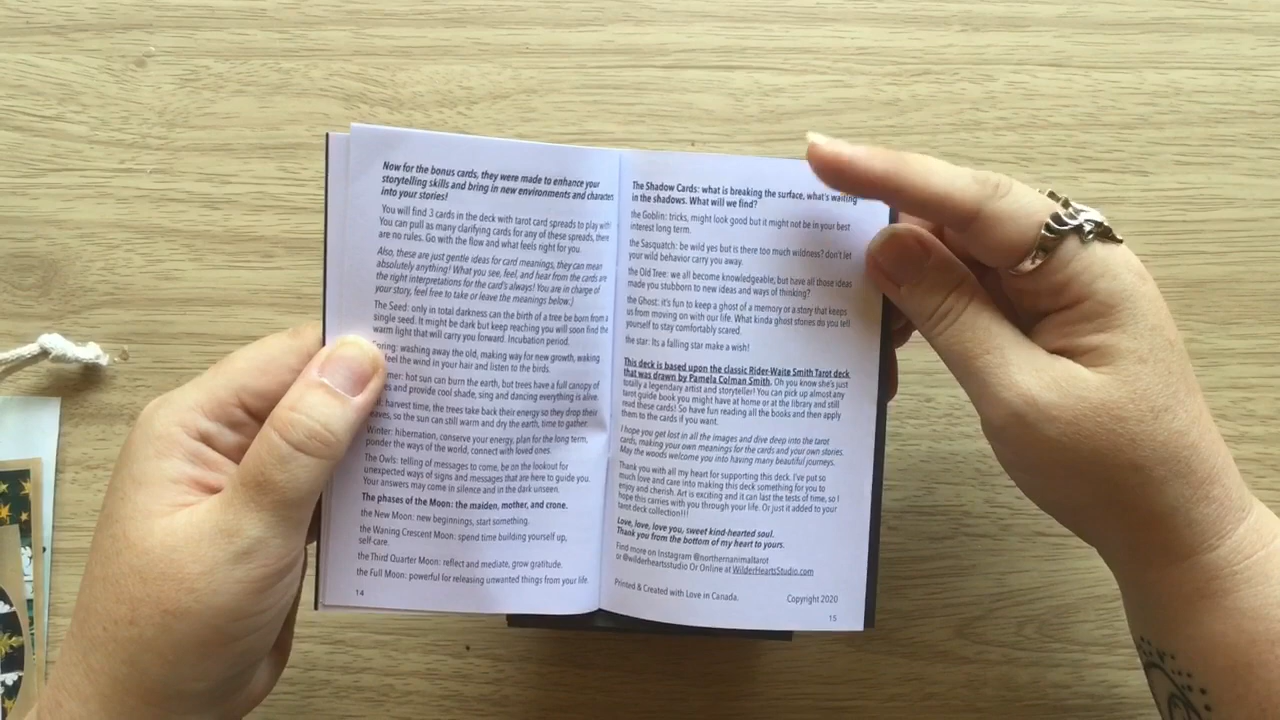 Now for the bonus cards, they were made to enhance your
storytelling skills and bring in new environments and characters
into your stories!
You will find 3 cards in the deck with tarot card spreads to play with!
You can pull as many clarifying cards for any of these spreads, there
are no rules. Go with the flow and what feels right for you.
Also, these are just gentle ideas for card meanings, they can mean
absolutely anything! What you see, feel, and hear from the cards are
the right interpretations for the card's always! You are in charge of
your story, feel free to take or leave the meanings below:)
The Seed: only in total darkness can the birth of a tree be born from a
single seed. It might be dark but keep reaching you will soon find the
warm light that will carry you forward. Incubation period.
Spring: washing away the old, making way for new growth, waking
feel the wind in your hair and listen to the birds.
mer: hot sun can burn the earth, but trees have a full canopy of
es and provide cool shade, sing and dancing everything is alive.
harvest time, the trees take back their energy so they drop their
leaves, so the sun can still warm and dry the earth, time to gather.
Winter: hibernation, conserve your energy, plan for the long term,
ponder the ways of the world, connect with loved ones.
The Owls: telling of messages to come, be on the lookout for
unexpected ways of signs and messages that are here to guide you.
Your answers may come in silence and in the dark unseen.
The phases of the Moon: the maiden, mother, and crone.
the New Moon: new beginnings, start something.
the Waning Crescent Moon: spend time building yourself up,
self-care.
the Third Quarter Moon: reflect and mediate, grow gratitude.
the Full Moon: powerful for releasing unwanted things from your life.
14
The Shadow Cards: what is breaking the surface, what's waiting
in the shadows. What will we find?
the Goblin: tricks, might look good but it might not be in your best
interest long term.
the Sasquatch: be wild yes but is there too much wildness? don't let
your wild behavior carry you away.
the Old Tree: we all become knowledgeable, but have all those ideas
made you stubborn to new ideas and ways of thinking?
the Ghost: it's fun to keep a ghost of a memory or a story that keeps
us from moving on with our life. What kinda ghost stories do you tell
yourself to stay comfortably scared.
the star: Its a falling star make a wish!
This deck is based upon the classic Rider-Waite Smith Tarot deck
that was drawn by Pamela Colman Smith. Oh you know she's just
totally a legendary artist and storyteller! You can pick up almost any
tarot guide book you might have at home or at the library and still
read these cards! So have fun reading all the books and then apply
them to the cards if you want.
I hope you get lost in all the images and dive deep into the tarot
cards, making your own meanings for the cards and your own stories.
May the woods welcome you into having many beautiful journeys.
Thank you with all my heart for supporting this deck. I've put so
much love and care into making this deck something for you to
enjoy and cherish. Art is exciting and it can last the tests of time, so I
hope this carries with you through your life. Or just it added to your
tarot deck collection!!!
Love, love, love you, sweet kind-hearted soul.
Thank you from the bottom of my heart to yours.
Find more on Instagram @northernanimaltarot
or @wilderheartsstudio Or Online at WilderHeartsStudio.com
Printed & Created with Love in Canada. Copyright 2020
15